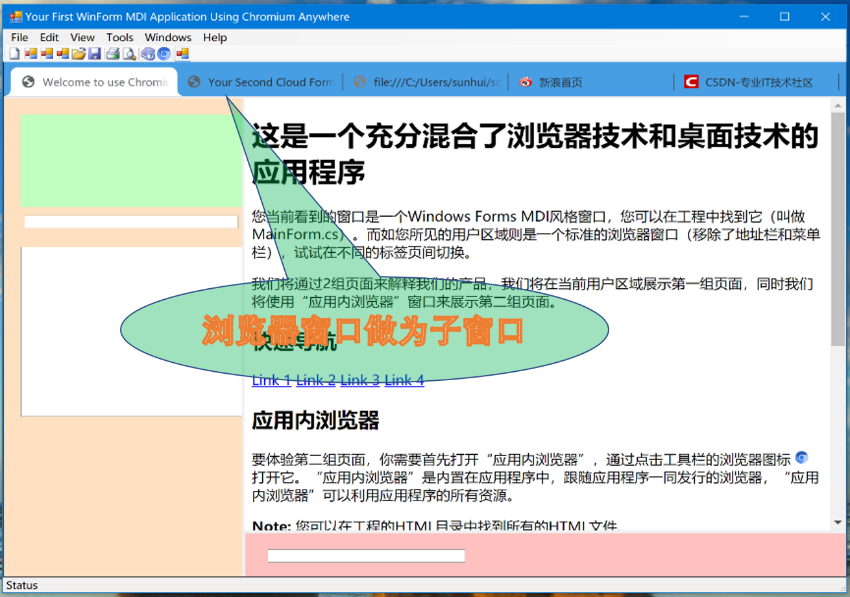 Your First WinForm MDI Application Using Chromium Anywhere
File Edit View Tools Windows Help
Welcome to use Chromiu
Your Second Cloud Form
file:///C:/Users/sunhui/so
新浪首页
CSDN-专业IT技术社区
这是一个充分混合了浏览器技术和桌面技术的
应用程序
您当前看到的窗口是一个Windows Forms MDI风格窗口，您可以在工程中找到它（叫做
MainForm.cs）。而如您所见的用户区域则是一个标准的浏览器窗口（移除了地址栏和菜单
栏），试试在不同的标签页间切换。
我们将通过2组页面来解释我们的产品，我们将在当前用户区域展示第一组页面，同时我们
将使用“应用内浏览器”窗口来展示第二组页面。
浏览器窗口做为子窗口
快速导航
Link 1 Link 2 Link 3 Link 4
应用内浏览器
要体验第二组页面，你需要首先打开“应用内浏览器”，通过点击工具栏的浏览器图标
打开它。“应用内浏览器”是内置在应用程序中，跟随应用程序一同发行的浏览器，“应用
内浏览器”可以利用应用程序的所有资源。
Note: 您可以在工程的HTML目录中找到所有的HTML文件.
Status